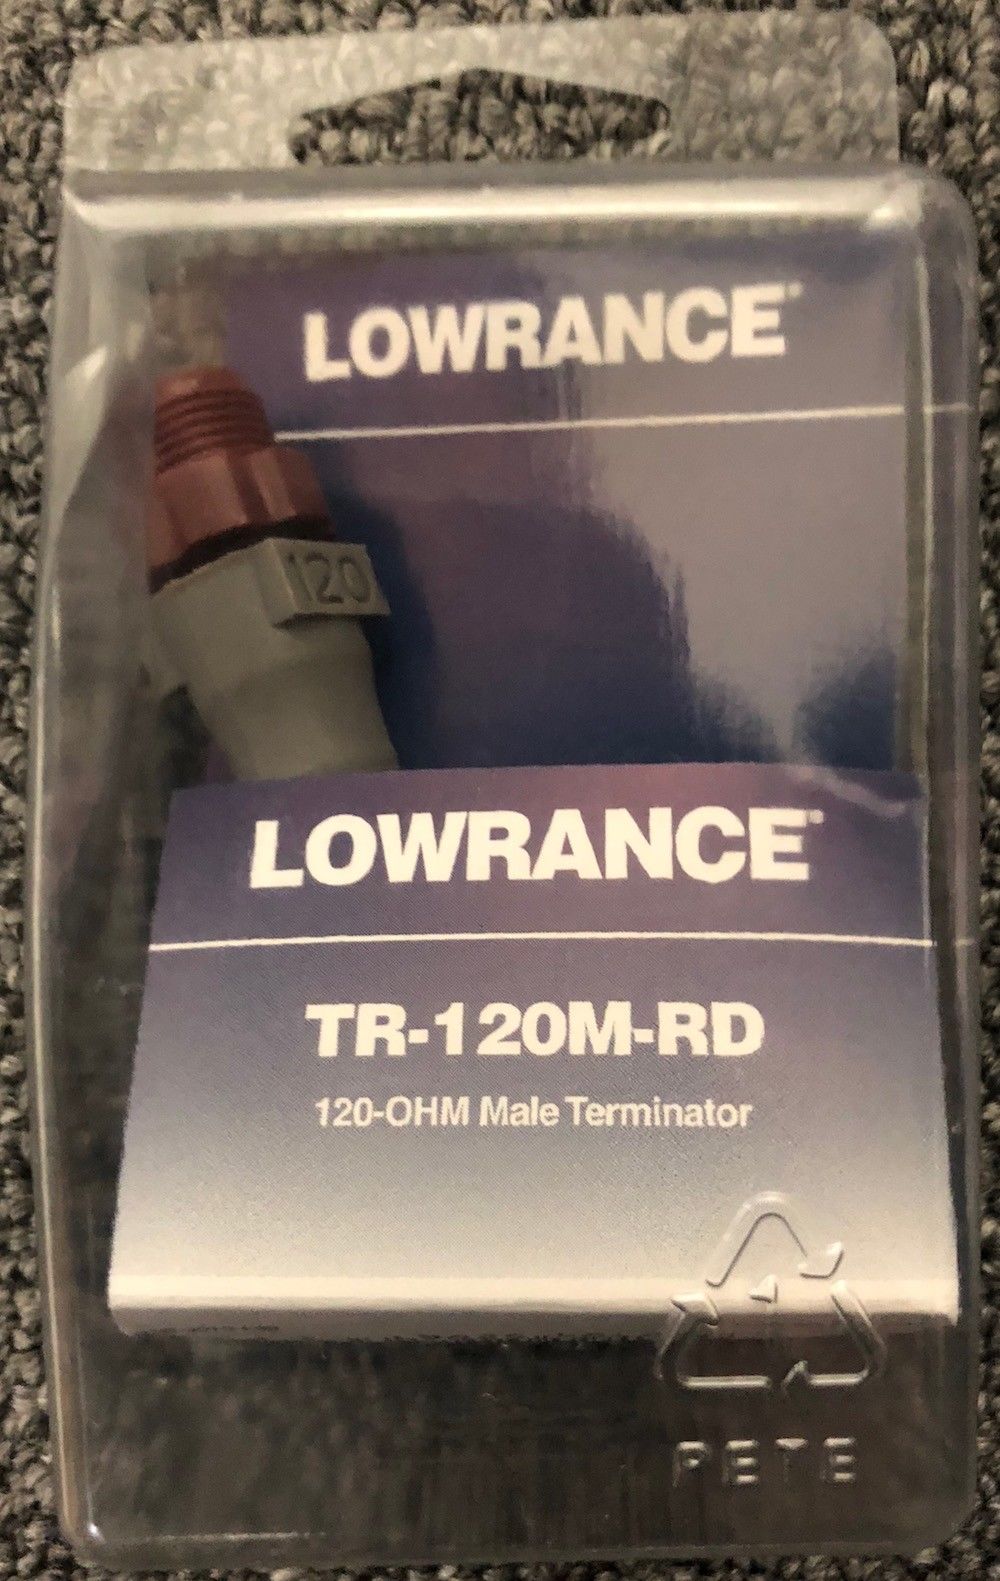 LOWRANCE
120
LOWRANCE
TR-120M-RD
120-OHM Male Terminator
PETE